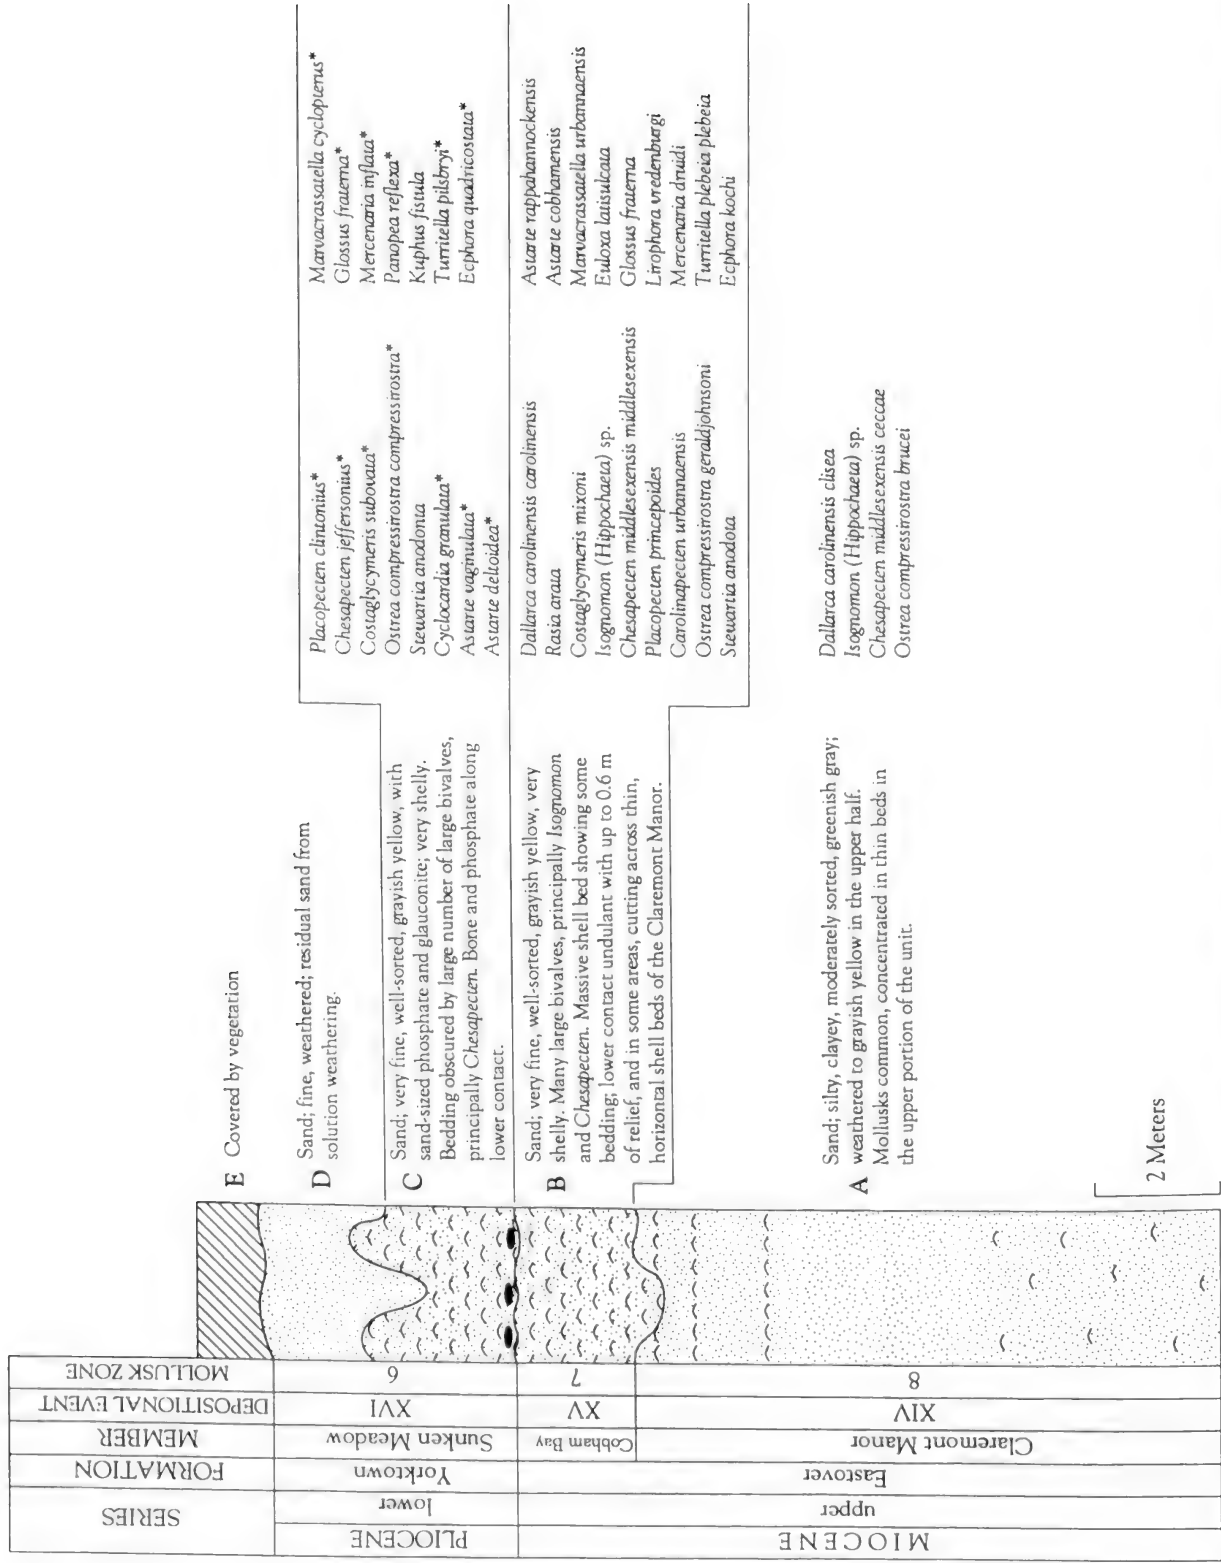 SERIES
FORMATION
MEMBER
DEPOSITIONAL EVENT
MOLLUSK ZONE
PLIOCENE
lower
Yorktown
Sunken Meadow
XVI
6
MIOCENE
upper
Eastover
Cobham Bay
XV
7
Claremont Manor
XIV
8
E Covered by vegetation
D
Sand; fine, weathered; residual sand from
solution weathering.
C
Sand; very fine, well-sorted, grayish yellow, with
sand-sized phosphate and glauconite; very shelly.
Bedding obscured by large number of large bivalves,
principally Chesapecten. Bone and phosphate along
lower contact.
B
Sand; very fine, well-sorted, grayish yellow, very
shelly. Many large bivalves, principally Isognomon
and Chesapecten. Massive shell bed showing some
bedding; lower contact undulant with up to 0.6 m
of relief, and in some areas, cutting across thin,
horizontal shell beds of the Claremont Manor.
A
Sand; silty, clayey, moderately sorted, greenish gray;
weathered to grayish yellow in the upper half.
Mollusks common, concentrated in thin beds in
the upper portion of the unit.
2 Meters
Placopecten clintonius*
Chesapecten jeffersonius*
Costaglycymeris subovata*
Ostrea compressirostra compressirostra*
Stewartia anodonta
Cyclocardia granulata*
Astarte vaginulata*
Astarte deltoidea*
Marvacrassatella cyclopterus*
Glossus fraterna*
Mercenaria inflata*
Panopea reflexa*
Kuphus fistula
Turritella pilsbryi*
Ecphora quadricostata*
Dallarca carolinensis carolinensis
Rasia arata
Costaglycymeris mixoni
Isognomon (Hippochaeta) sp.
Chesapecten middlesexensis middlesexensis
Placopecten principoides
Carolinapecten urbannaensis
Ostrea compressirostra geraldjohnsoni
Stewartia anodota
Astarte rappahannockensis
Astarte cobhamensis
Marvacrassatella urbannaensis
Euloxa latisulcata
Glossus fraterna
Lirophora vredenburgi
Mercenaria druidi
Turritella plebeia plebeia
Ecphora kochi
Dallarca carolinensis clisea
Isognomon (Hippochaeta) sp.
Chesapecten middlesexensis ceccae
Ostrea compressirostra brucei